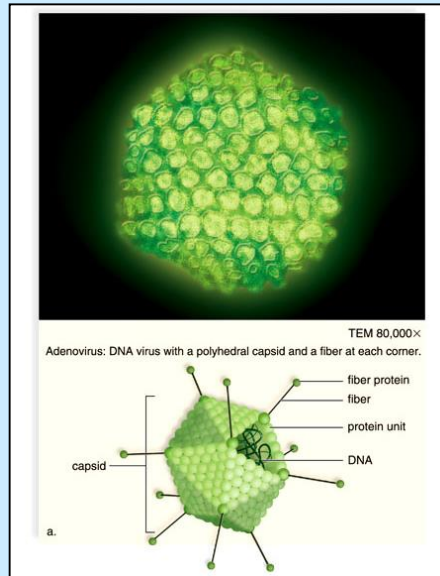 TEM 80,000×
Adenovirus: DNA virus with a polyhedral capsid and a fiber at each corner.
fiber protein
fiber
protein unit
DNA
capsid
a.